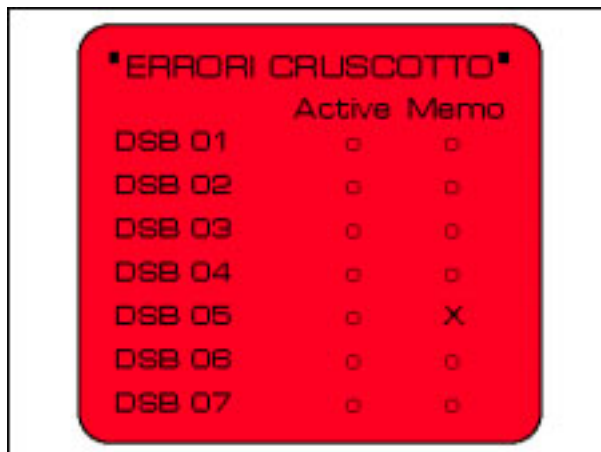 "ERRORI CRUSCOTTO"
Active Memo
DSB 01 o o
DSB 02 o o
DSB 03 o o
DSB 04 o o
DSB 05 o X
DSB 06 o o
DSB 07 o o